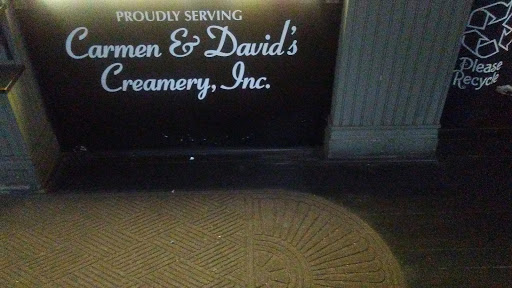 PROUDLY SERVING
Carmen & David's
Creamery, Inc.
Please
Recycle